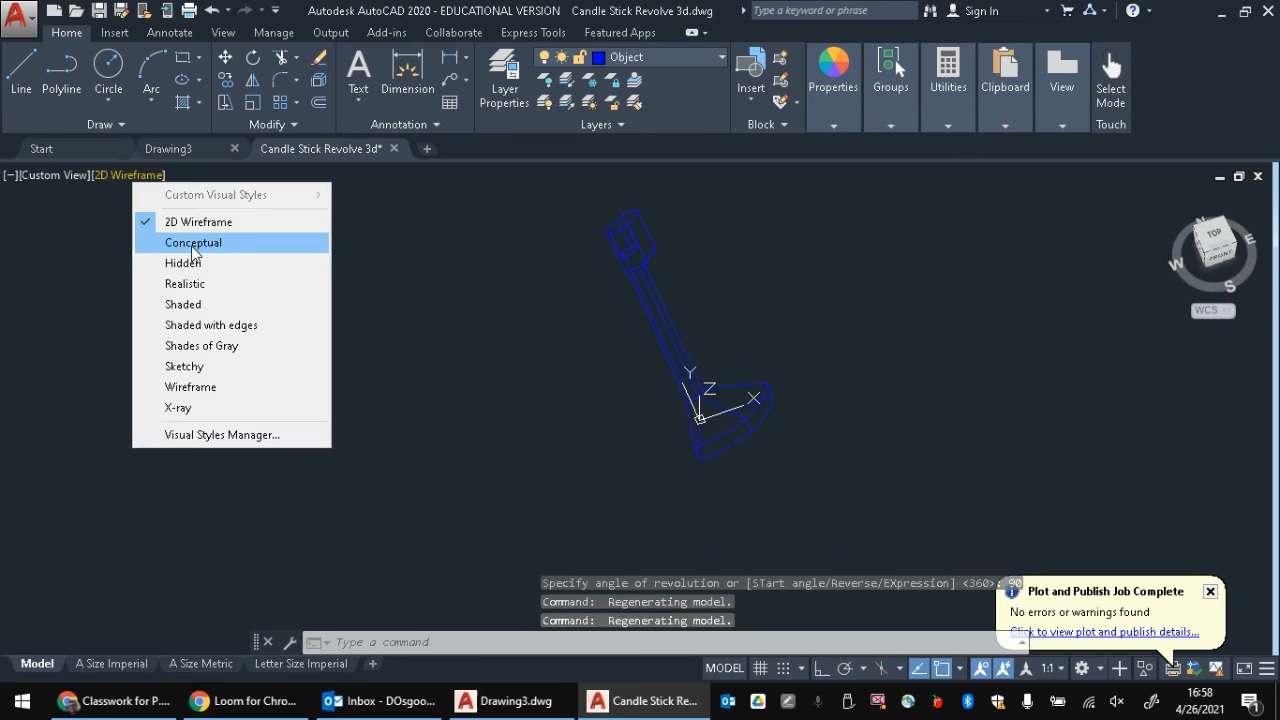 Autodesk AutoCAD 2020 - EDUCATIONAL VERSION Candle Stick Revolve 3d.dwg
Type a keyword or phrase
Sign In
Home Insert Annotate View Manage Output Add-ins Collaborate Express Tools Featured Apps
Line Polyline Circle Arc Text Dimension Layer Properties Object Insert Properties Groups Utilities Clipboard View Select Mode
Draw Modify Annotation Layers Block Touch
Start Drawing3 Candle Stick Revolve 3d*
[−][Custom View][2D Wireframe]
Custom Visual Styles
2D Wireframe
Conceptual
Hidden
Realistic
Shaded
Shaded with edges
Shades of Gray
Sketchy
Wireframe
X-ray
Visual Styles Manager...
Y
Z
X
N
TOP
FRONT
W
S
WCS
Specify angle of revolution or [STart angle/Reverse/EXpression] <360>: 90
Command: Regenerating model.
Command: Regenerating model.
Type a command
Plot and Publish Job Complete
No errors or warnings found
Click to view plot and publish details...
Model A Size Imperial A Size Metric Letter Size Imperial
MODEL 1:1
Classwork for P... Loom for Chro... Inbox - DOsgoo... Drawing3.dwg Candle Stick Re...
16:58
4/26/2021
1